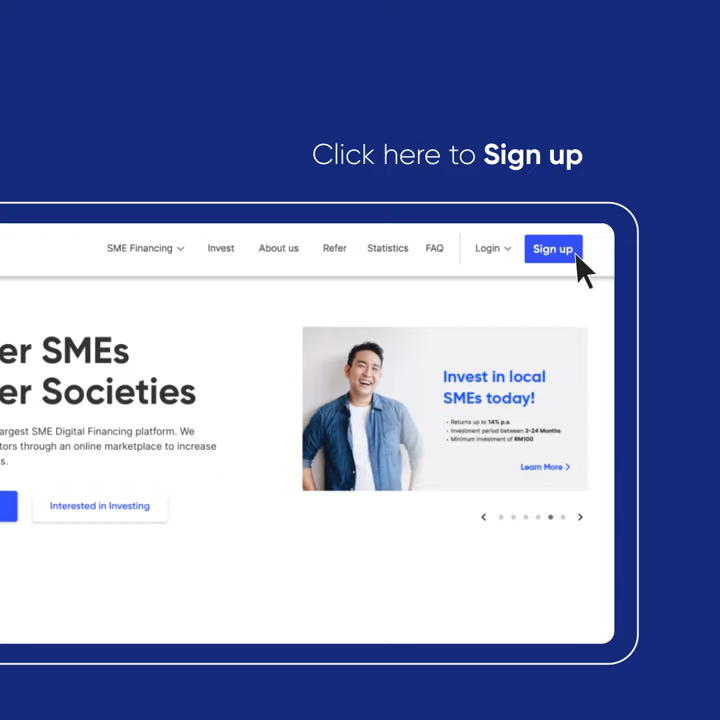 Click here to Sign up
SME Financing
Invest
About us
Refer
Statistics
FAQ
Login
Sign up
er SMEs
er Societies
argest SME Digital Financing platform. We
tors through an online marketplace to increase
s.
Interested in Investing
Invest in local
SMEs today!
• Returns up to 14% p.a.
• Investment period between 3-24 Months
• Minimum investment of RM100
Learn More